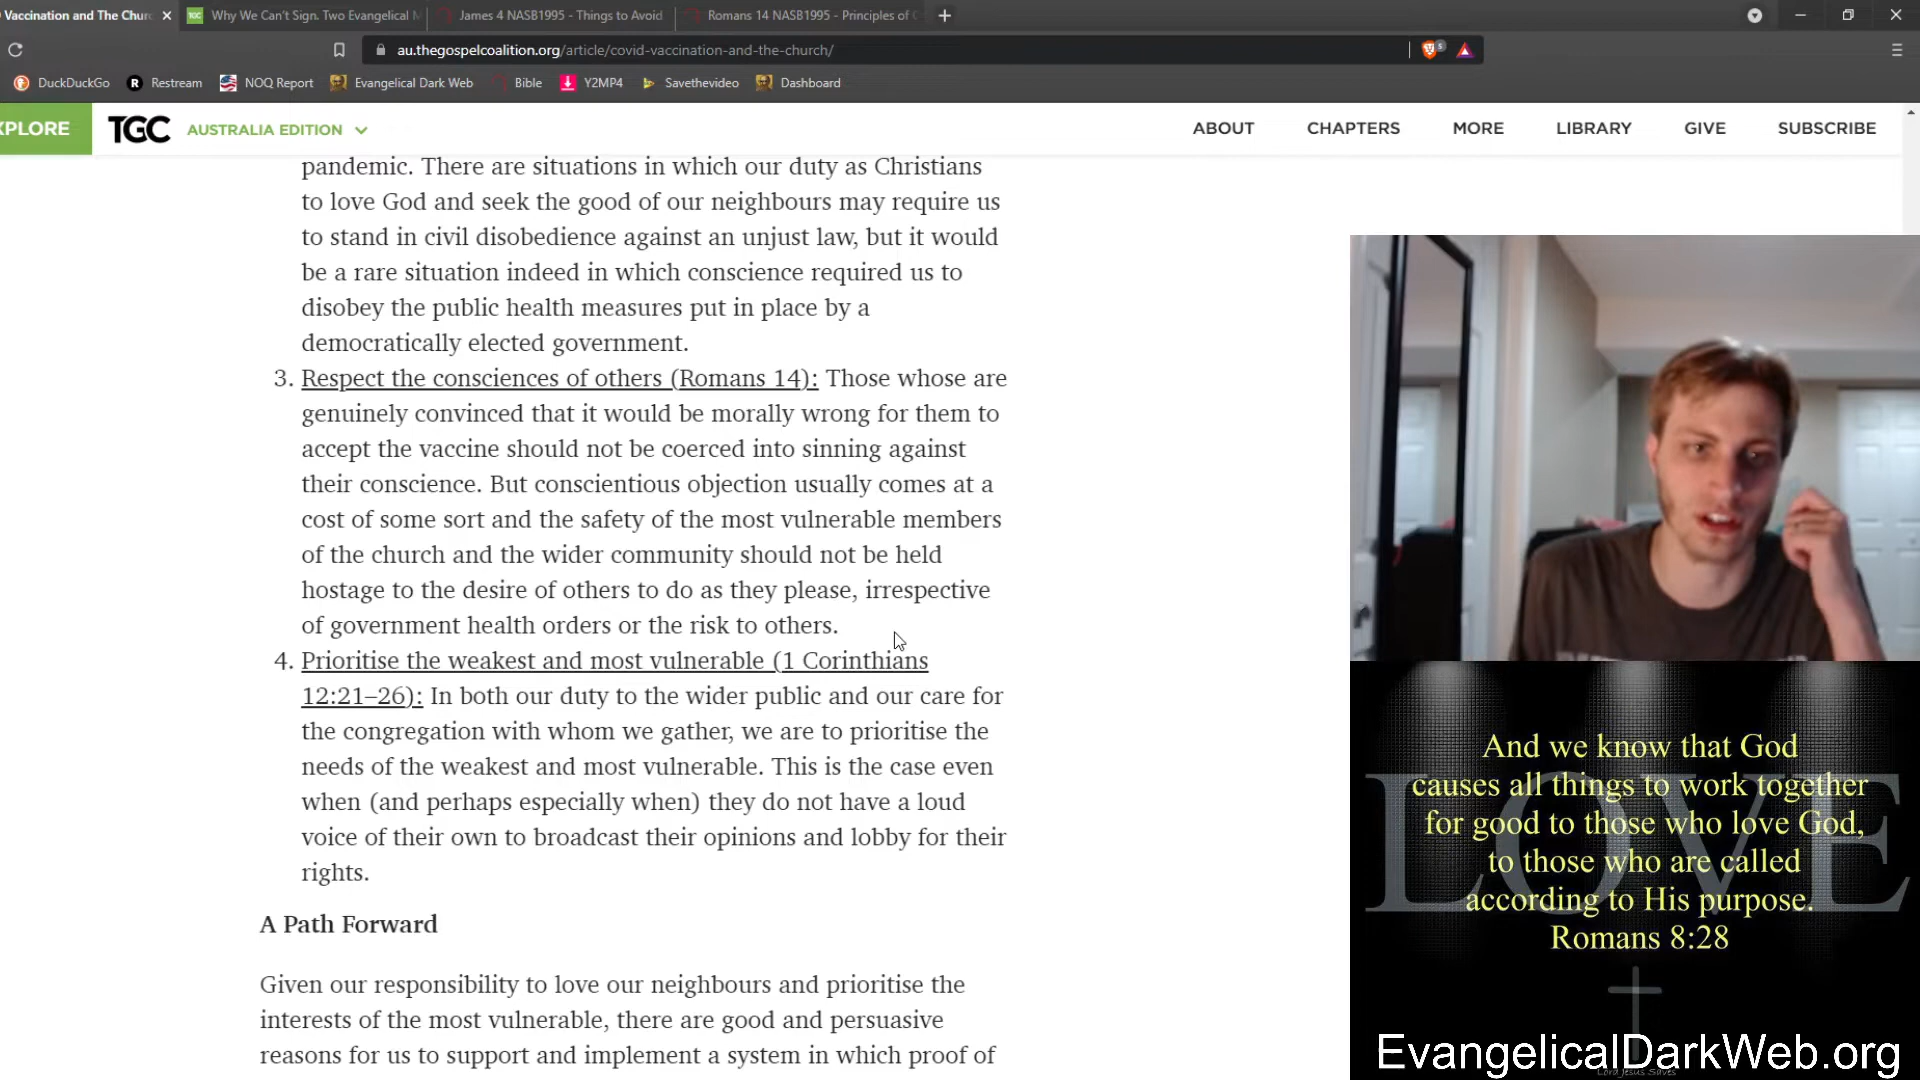 Vaccination and The Churc
Why We Can't Sign. Two Evangelical M
James 4 NASB1995 - Things to Avoid
Romans 14 NASB1995 - Principles of C
au.thegospelcoalition.org/article/covid-vaccination-and-the-church/
DuckDuckGo
Restream
NOQ Report
Evangelical Dark Web
Bible
Y2MP4
Savethevideo
Dashboard
XPLORE
TGC
AUSTRALIA EDITION
ABOUT
CHAPTERS
MORE
LIBRARY
GIVE
SUBSCRIBE
pandemic. There are situations in which our duty as Christians
to love God and seek the good of our neighbours may require us
to stand in civil disobedience against an unjust law, but it would
be a rare situation indeed in which conscience required us to
disobey the public health measures put in place by a
democratically elected government.
3. Respect the consciences of others (Romans 14): Those whose are
genuinely convinced that it would be morally wrong for them to
accept the vaccine should not be coerced into sinning against
their conscience. But conscientious objection usually comes at a
cost of some sort and the safety of the most vulnerable members
of the church and the wider community should not be held
hostage to the desire of others to do as they please, irrespective
of government health orders or the risk to others.
4. Prioritise the weakest and most vulnerable (1 Corinthians
12:21–26): In both our duty to the wider public and our care for
the congregation with whom we gather, we are to prioritise the
needs of the weakest and most vulnerable. This is the case even
when (and perhaps especially when) they do not have a loud
voice of their own to broadcast their opinions and lobby for their
rights.
A Path Forward
Given our responsibility to love our neighbours and prioritise the
interests of the most vulnerable, there are good and persuasive
reasons for us to support and implement a system in which proof of
LOVE
And we know that God
causes all things to work together
for good to those who love God,
to those who are called
according to His purpose.
Romans 8:28
EvangelicalDarkWeb.org
Lord Jesus Saves